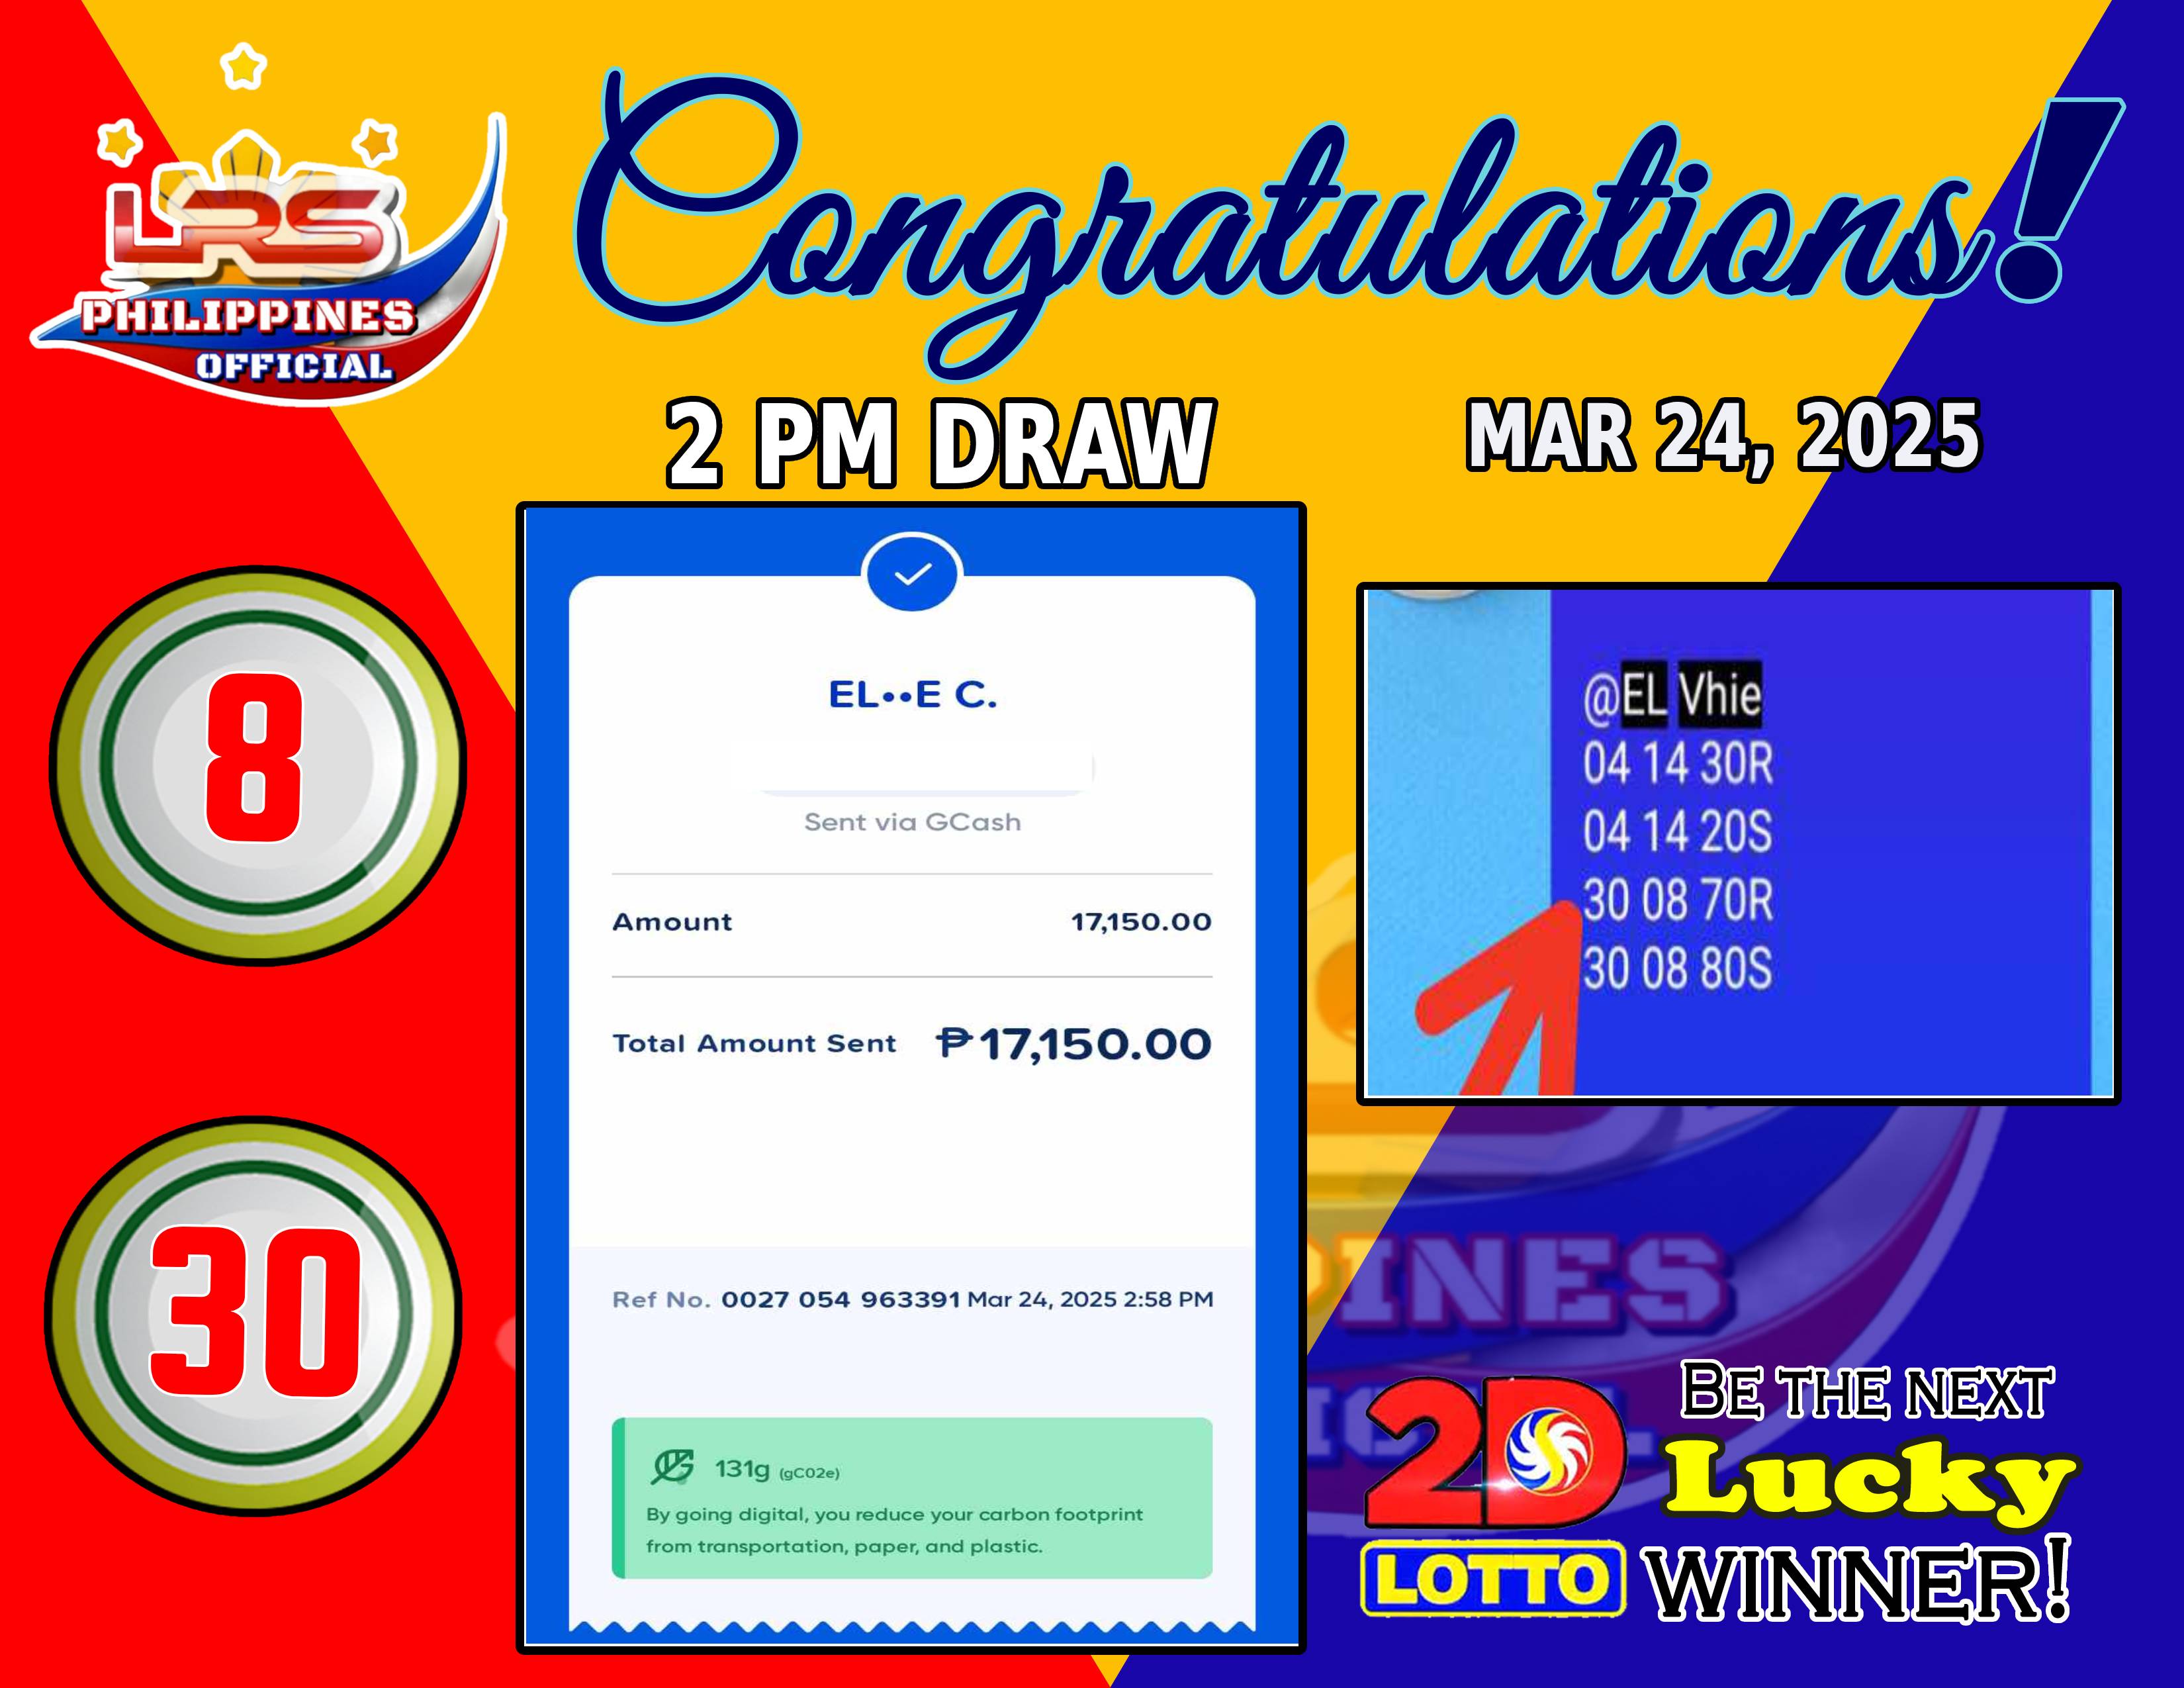 LRS
PHILIPPINES
OFFICIAL
Congratulations!
2 PM DRAW
MAR 24, 2025
8
30
EL••E C.
Sent via GCash
Amount 17,150.00
Total Amount Sent ₱17,150.00
Ref No. 0027 054 963391 Mar 24, 2025 2:58 PM
131g (gCO2e)
By going digital, you reduce your carbon footprint
from transportation, paper, and plastic.
@EL Vhie
04 14 30R
04 14 20S
30 08 70R
30 08 80S
PINES
2D
LOTTO
BE THE NEXT
Lucky
WINNER!